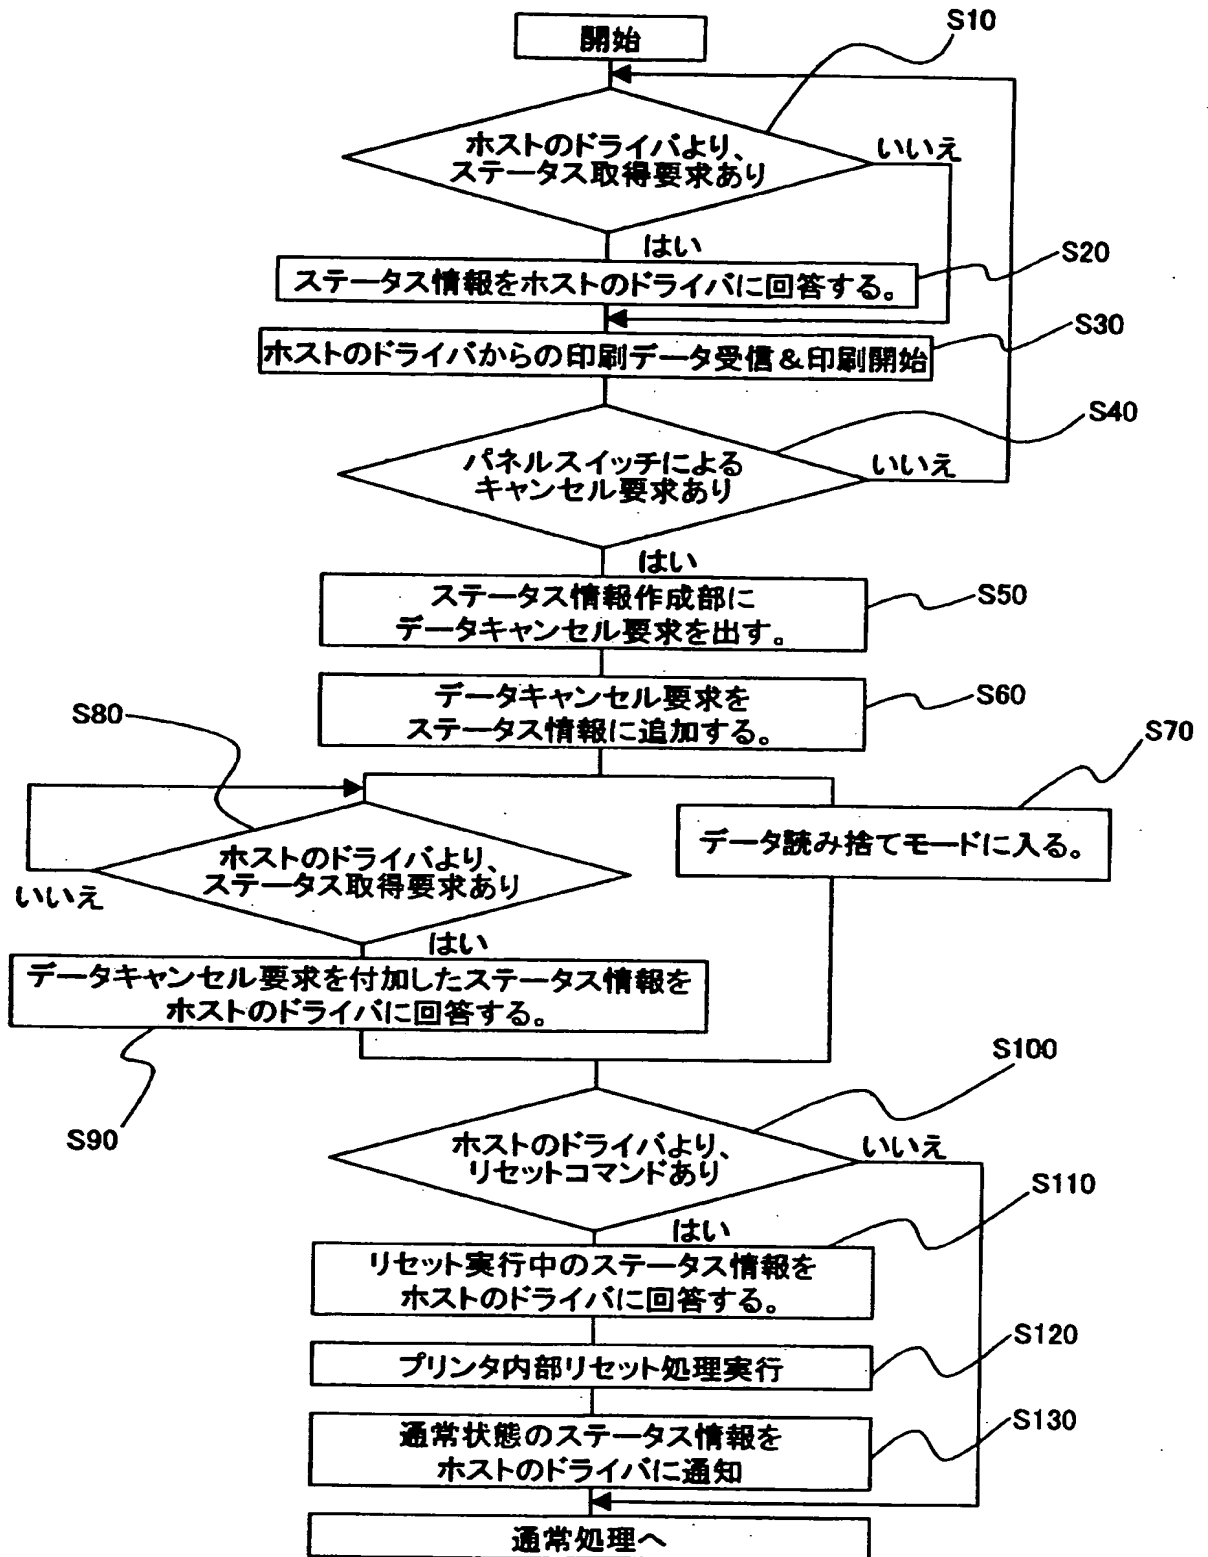 S10
開始
ホストのドライバより、
ステータス取得要求あり
いいえ
はい
S20
ステータス情報をホストのドライバに回答する。
S30
ホストのドライバからの印刷データ受信&印刷開始
S40
パネルスイッチによる
キャンセル要求あり
いいえ
はい
ステータス情報作成部に
データキャンセル要求を出す。
S50
データキャンセル要求を
ステータス情報に追加する。
S60
S80
S70
ホストのドライバより、
ステータス取得要求あり
いいえ
データ読み捨てモードに入る。
はい
データキャンセル要求を付加したステータス情報を
ホストのドライバに回答する。
S90
S100
ホストのドライバより、
リセットコマンドあり
いいえ
はい
S110
リセット実行中のステータス情報を
ホストのドライバに回答する。
S120
プリンタ内部リセット処理実行
S130
通常状態のステータス情報を
ホストのドライバに通知
通常処理へ